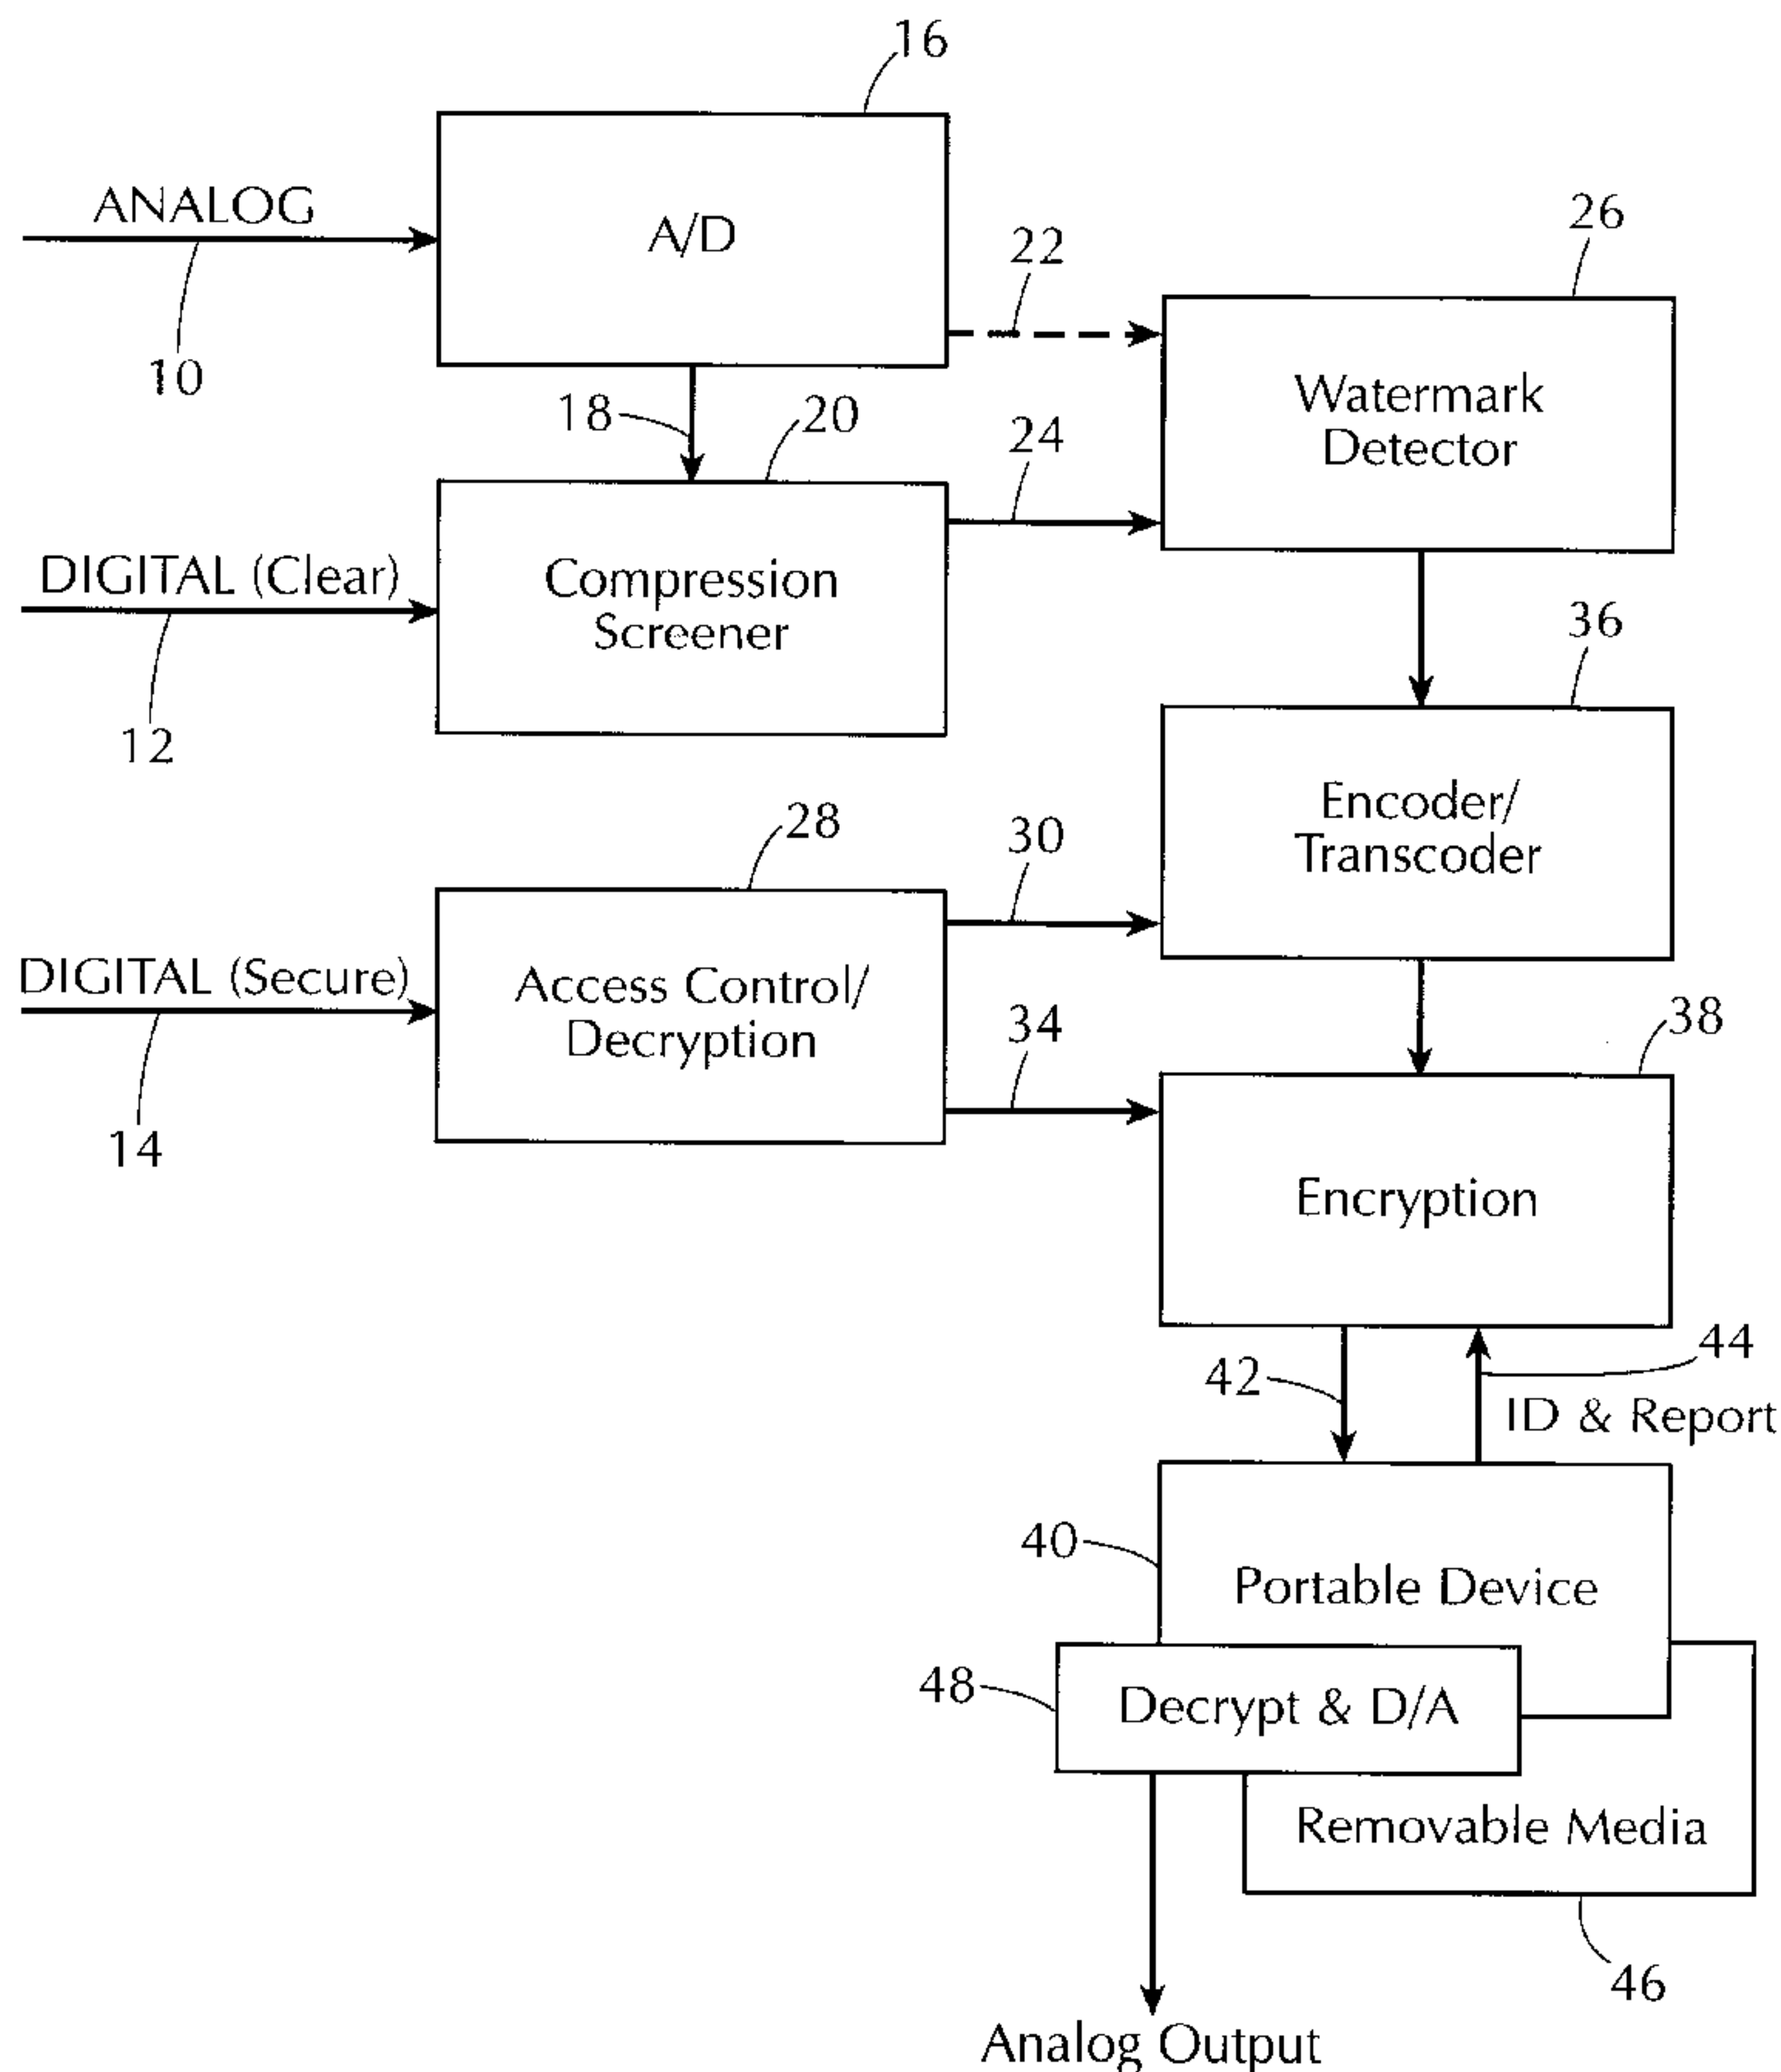 16
ANALOG
A/D
10
22
26
Watermark
Detector
18
20
24
DIGITAL (Clear)
Compression
Screener
12
36
Encoder/
Transcoder
28
30
DIGITAL (Secure)
Access Control/
Decryption
14
34
38
Encryption
42
44
ID & Report
40
Portable Device
48
Decrypt & D/A
Removable Media
46
Analog Output